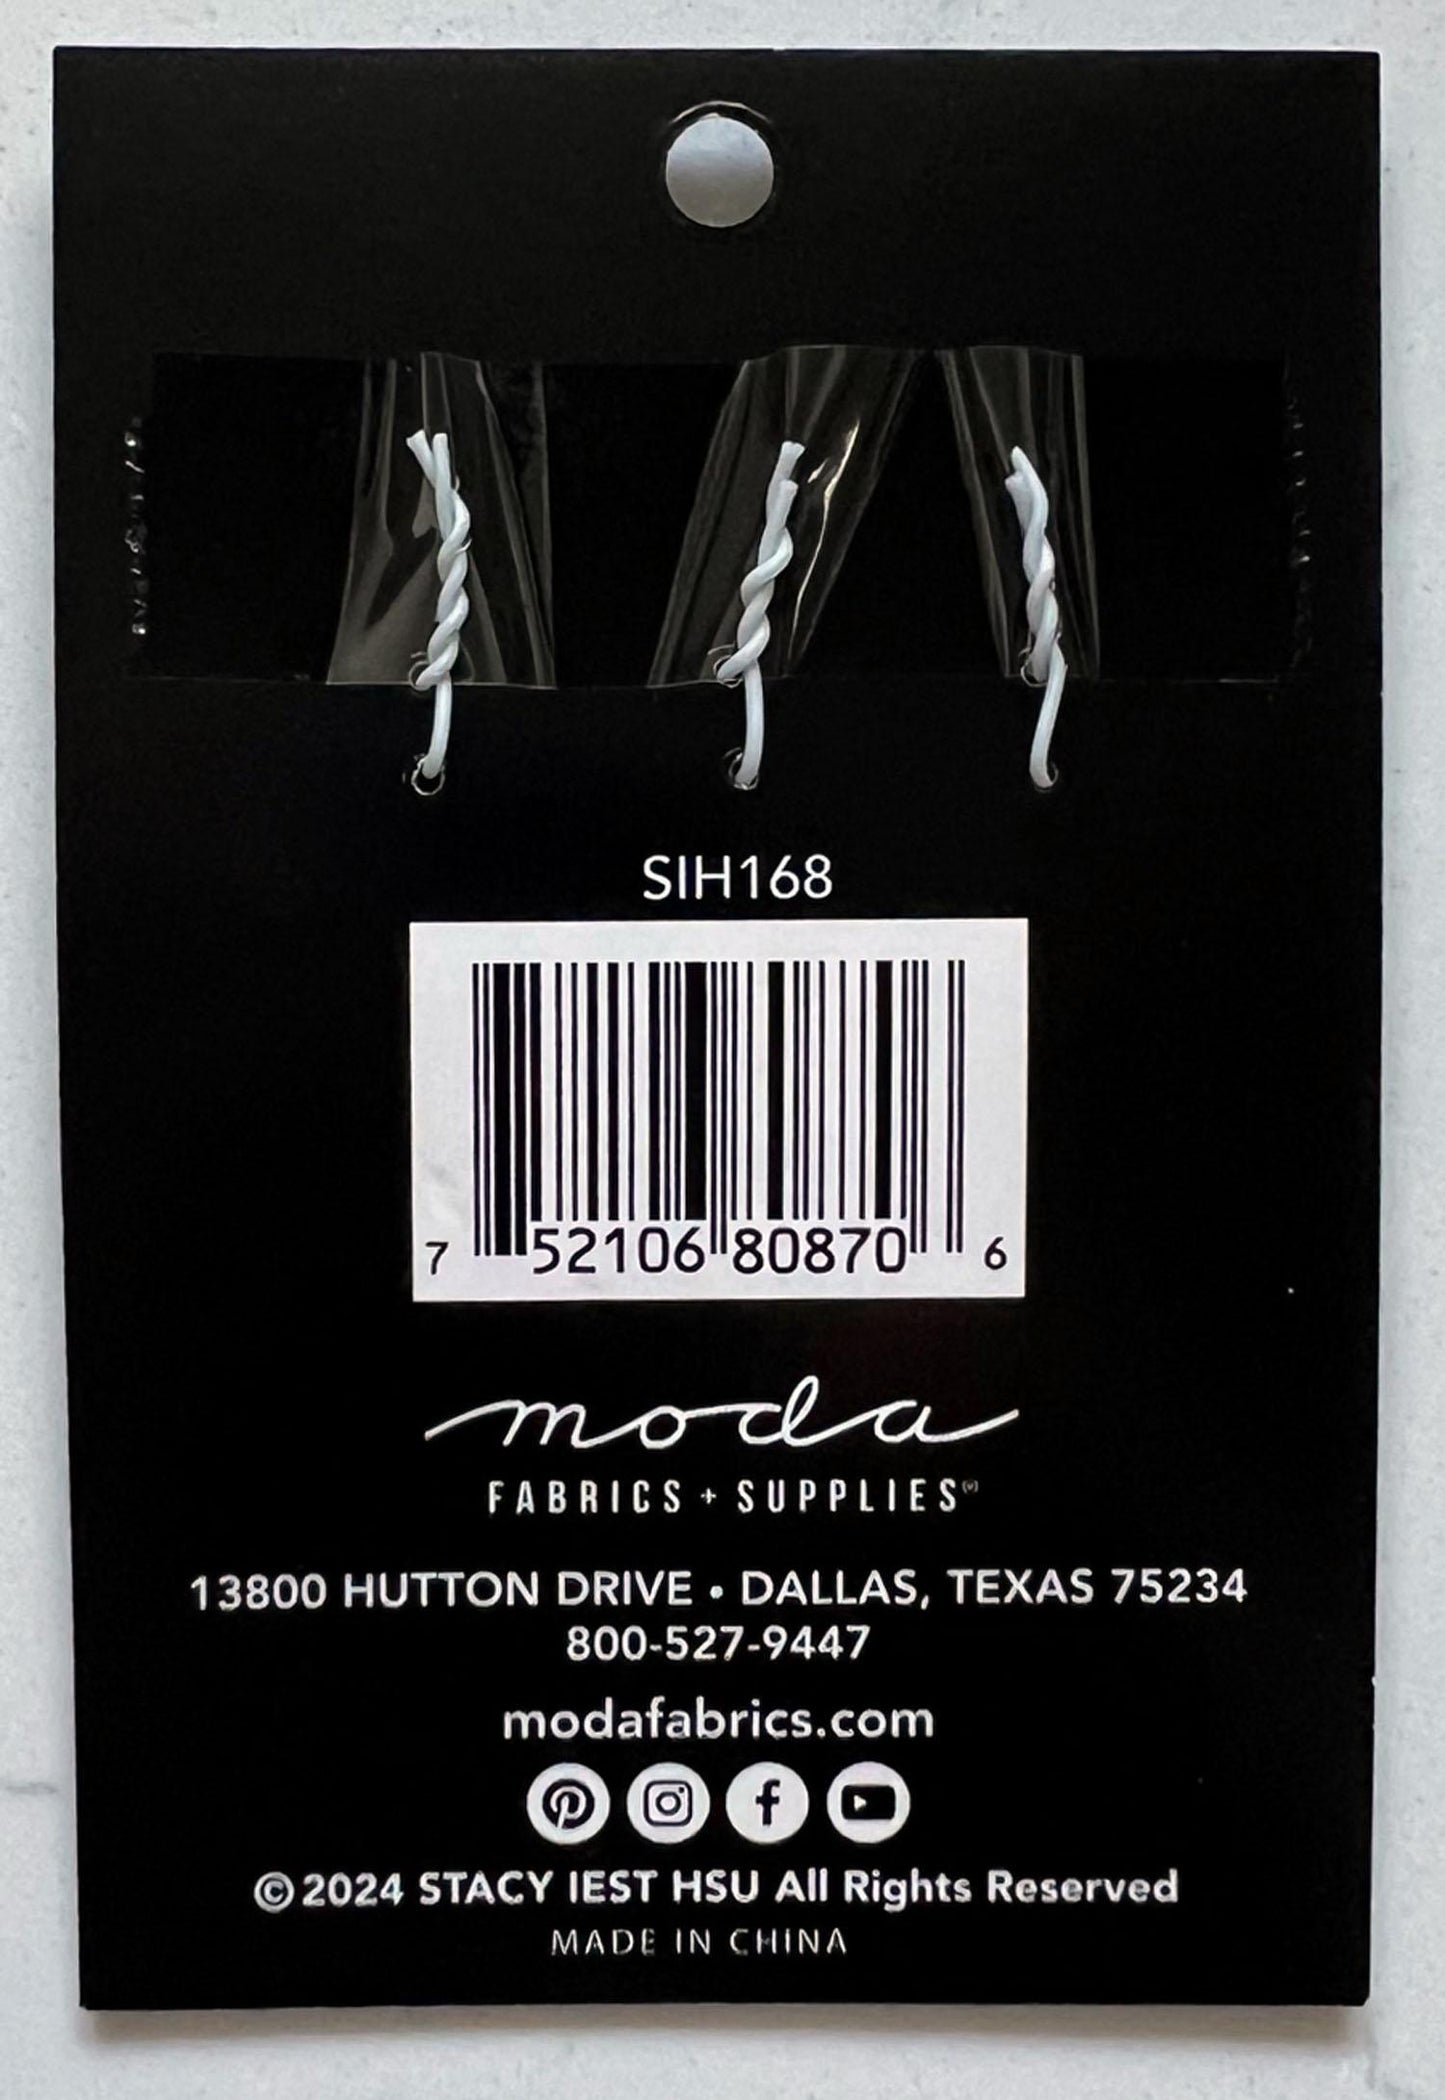 SIH168
7 52106 80870 6
moda
FABRICS + SUPPLIES®
13800 HUTTON DRIVE • DALLAS, TEXAS 75234
800-527-9447
modafabrics.com
©2024 STACY IEST HSU All Rights Reserved
MADE IN CHINA